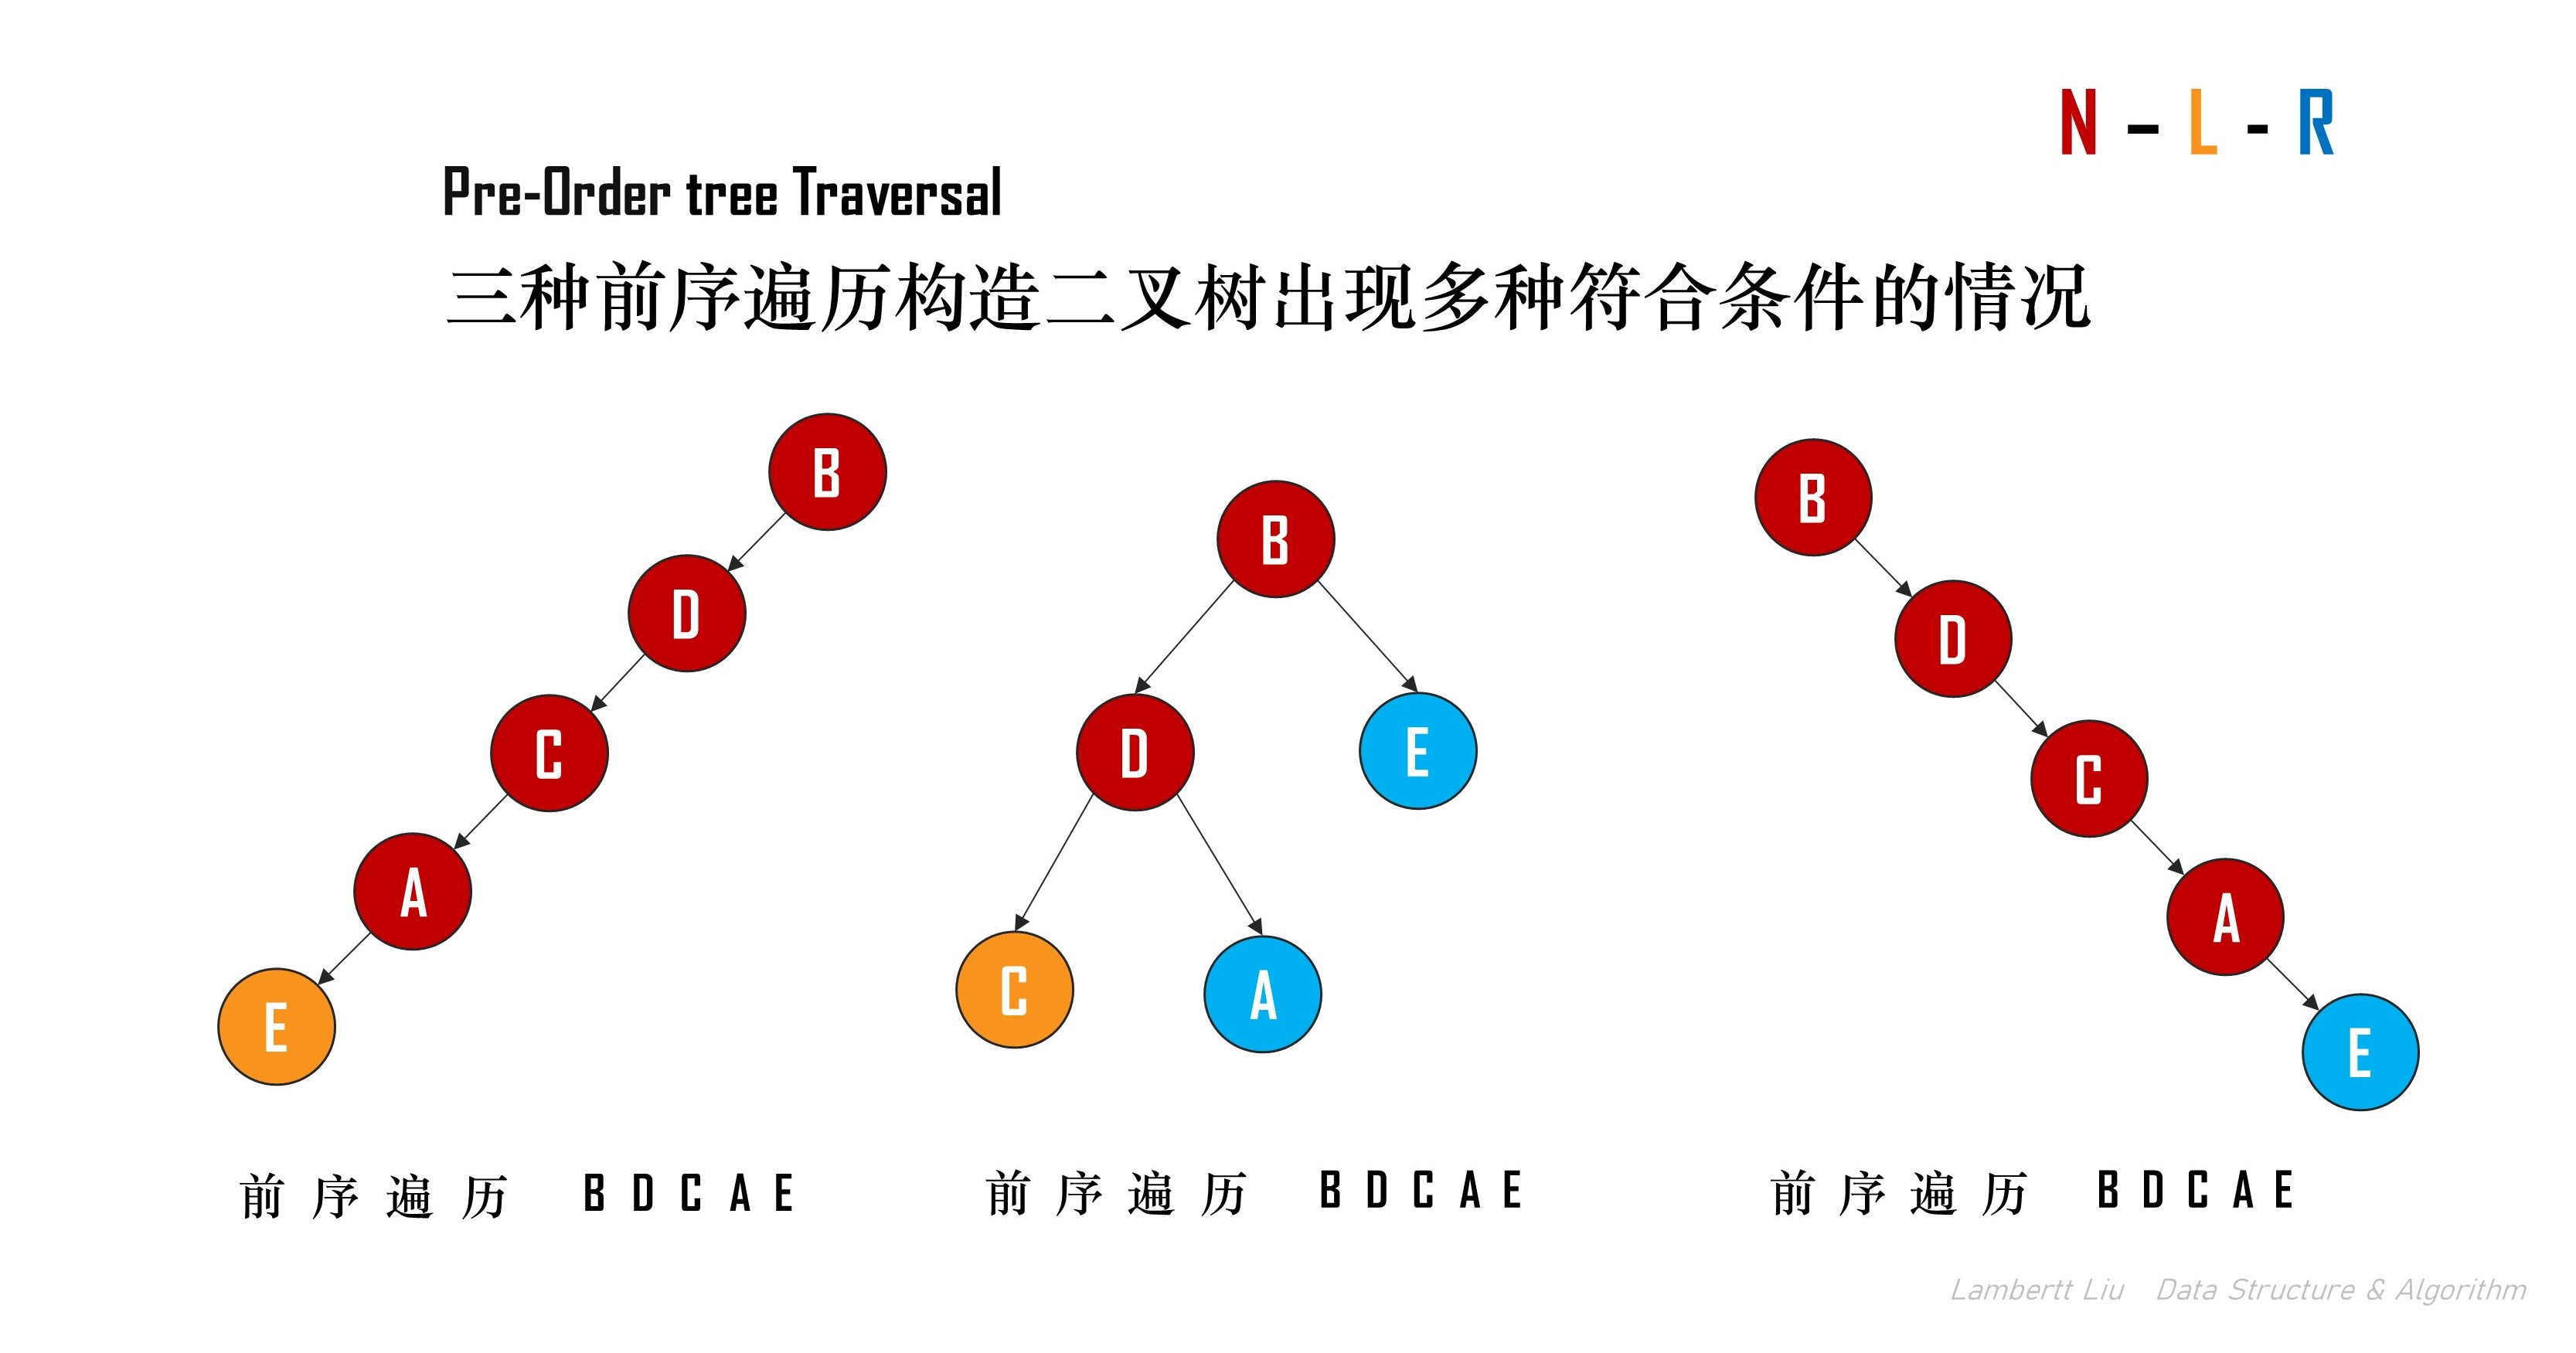 N – L - R
Pre-Order tree Traversal
三种前序遍历构造二叉树出现多种符合条件的情况
B
D
C
A
E
B
D
E
C
A
B
D
C
A
E
前 序 遍 历 B D C A E
前 序 遍 历 B D C A E
前 序 遍 历 B D C A E
Lambertt Liu Data Structure & Algorithm